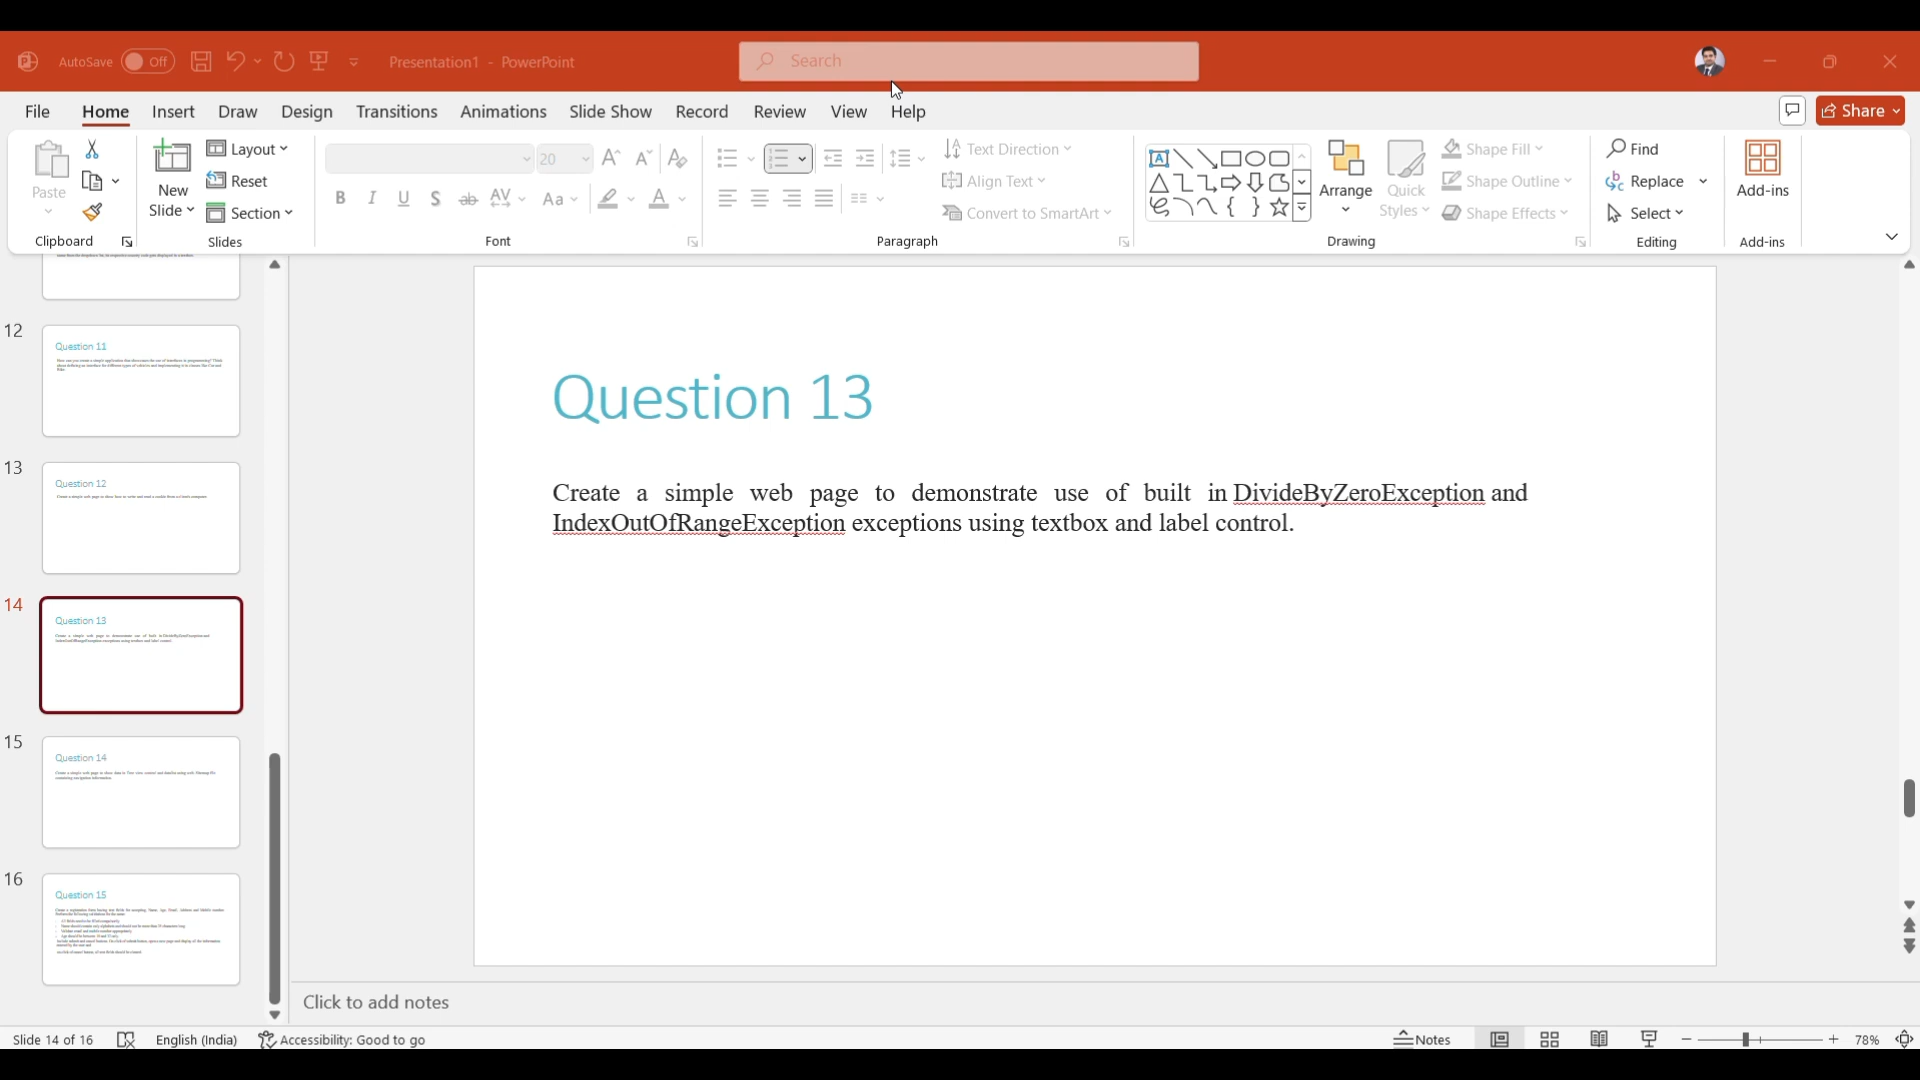 AutoSave Off Presentation1 - PowerPoint Search
File Home Insert Draw Design Transitions Animations Slide Show Record Review View Help Share
Paste
Clipboard
New Slide
Layout
Reset
Section
Slides
20
B I U S ab AV Aa A
Font
Text Direction
Align Text
Convert to SmartArt
Paragraph
Arrange
Quick Styles
Shape Fill
Shape Outline
Shape Effects
Drawing
Find
Replace
Select
Editing
Add-ins
Add-ins
12
Question 11
13
Question 12
14
Question 13
15
Question 14
16
Question 15
Question 13
Create a simple web page to demonstrate use of built in DivideByZeroException and
IndexOutOfRangeException exceptions using textbox and label control.
Click to add notes
Slide 14 of 16 English (India) Accessibility: Good to go Notes 78%